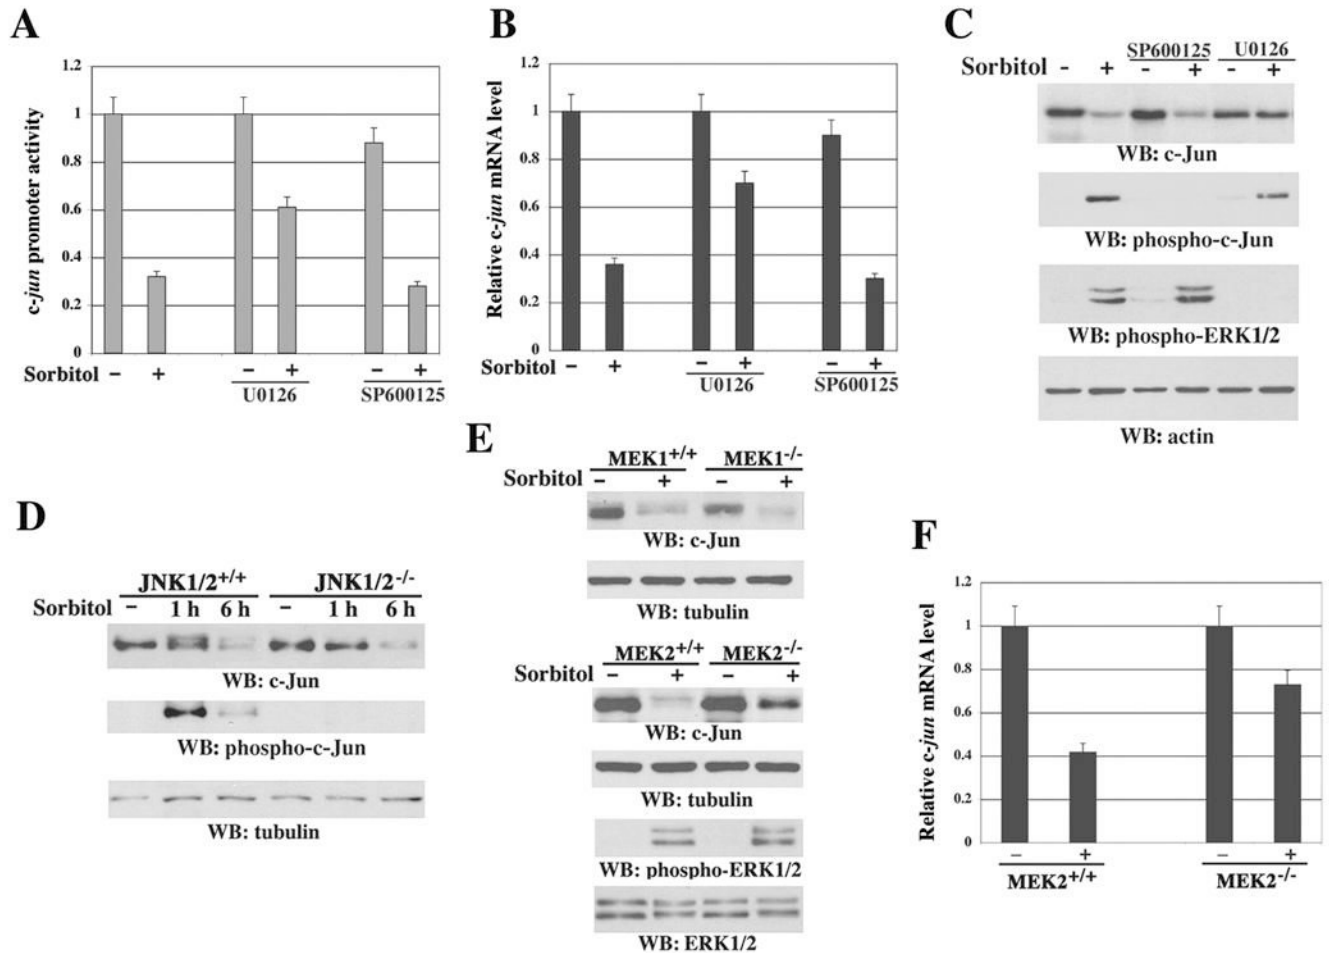 A
c-jun promoter activity
1.2
1
0.8
0.6
0.4
0.2
0
Sorbitol - + - + - +
U0126 SP600125
B
Relative c-jun mRNA level
1.2
1
0.8
0.6
0.4
0.2
0
Sorbitol - + - + - +
U0126 SP600125
C
SP600125 U0126
Sorbitol - + - + - +
WB: c-Jun
WB: phospho-c-Jun
WB: phospho-ERK1/2
WB: actin
D
JNK1/2+/+ JNK1/2-/-
Sorbitol - 1 h 6 h - 1 h 6 h
WB: c-Jun
WB: phospho-c-Jun
WB: tubulin
E
MEK1+/+ MEK1-/-
Sorbitol - + - +
WB: c-Jun
WB: tubulin
MEK2+/+ MEK2-/-
Sorbitol - + - +
WB: c-Jun
WB: tubulin
WB: phospho-ERK1/2
WB: ERK1/2
F
Relative c-jun mRNA level
1.2
1
0.8
0.6
0.4
0.2
0
- + - +
MEK2+/+ MEK2-/-